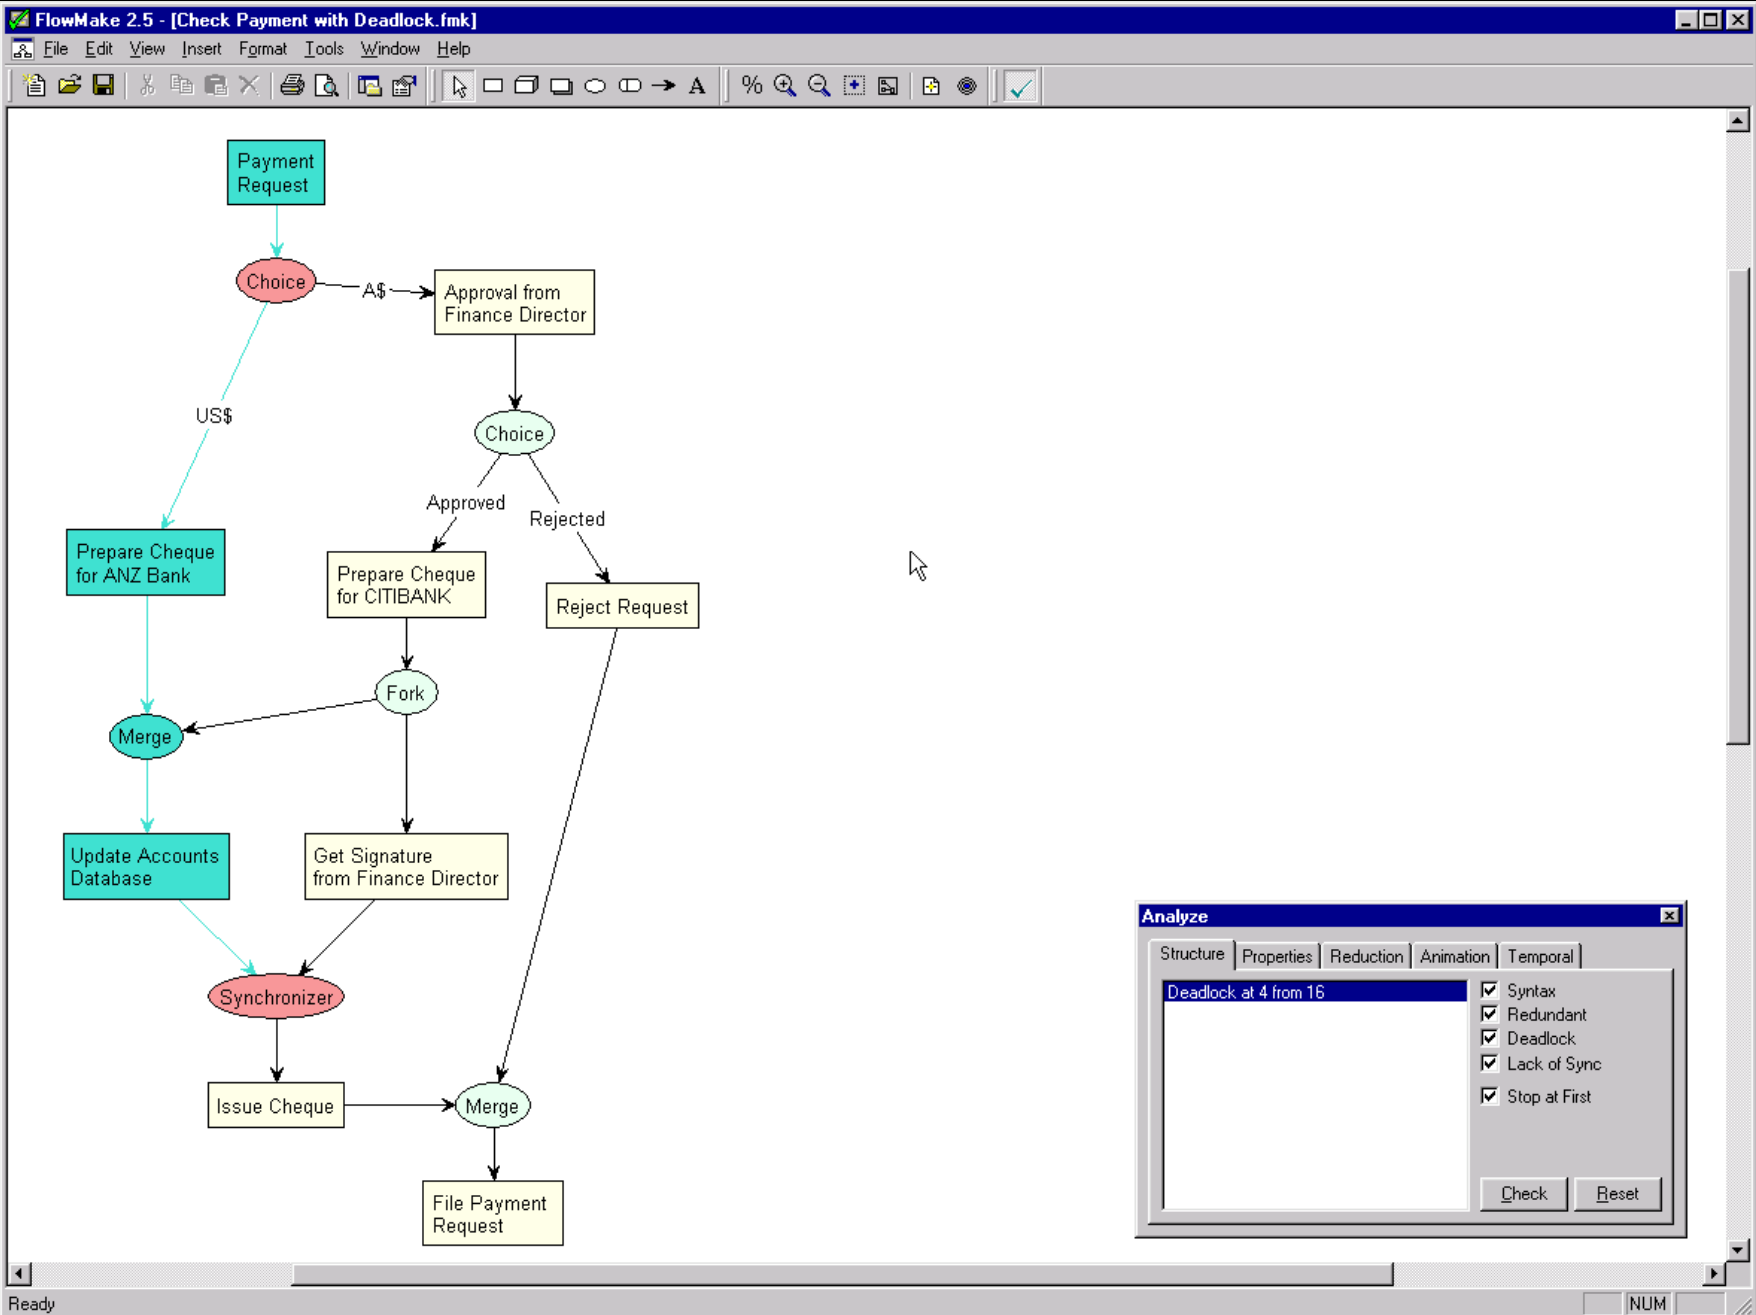 FlowMake 2.5 - [Check Payment with Deadlock.fmk]
File Edit View Insert Format Tools Window Help
% A
Payment
Request
Choice
A$
Approval from
Finance Director
US$
Choice
Approved
Rejected
Prepare Cheque
for ANZ Bank
Prepare Cheque
for CITIBANK
Reject Request
Fork
Merge
Update Accounts
Database
Get Signature
from Finance Director
Synchronizer
Issue Cheque
Merge
File Payment
Request
Analyze
Structure Properties Reduction Animation Temporal
Deadlock at 4 from 16
Syntax
Redundant
Deadlock
Lack of Sync
Stop at First
Check Reset
Ready
NUM